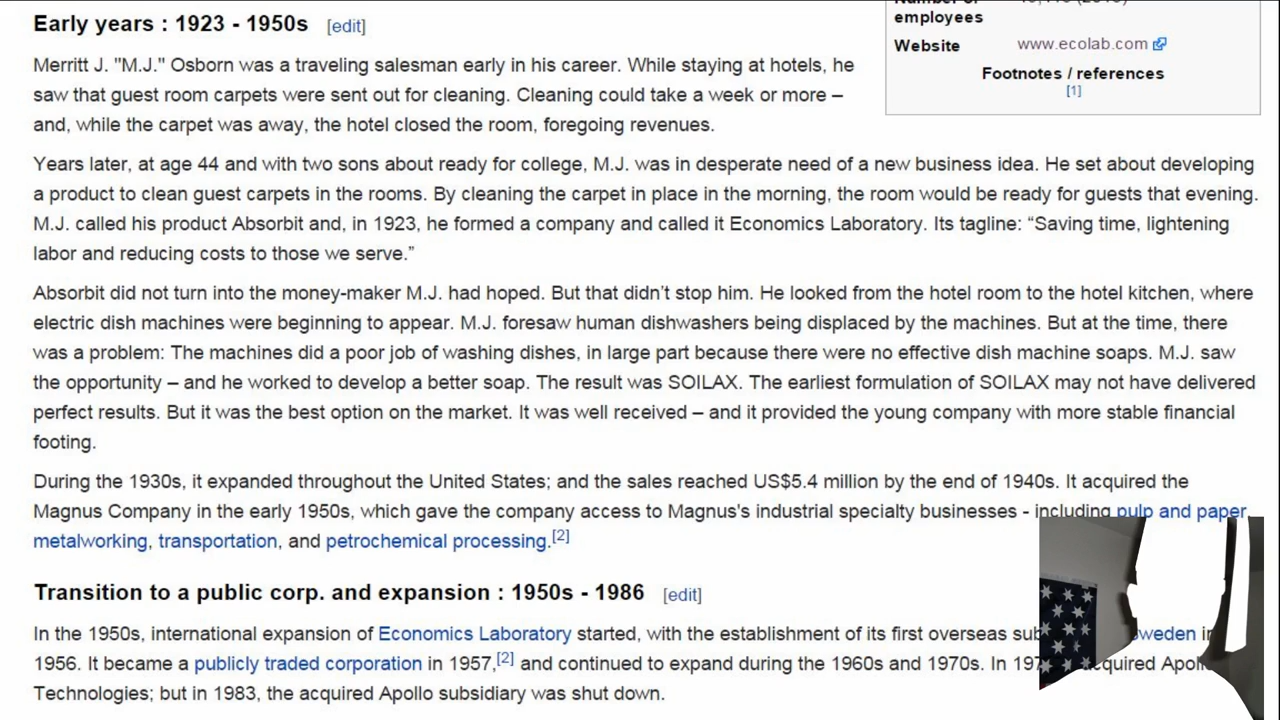 Early years : 1923 - 1950s [edit]
employees
Website www.ecolab.com
Footnotes / references
[1]
Merritt J. "M.J." Osborn was a traveling salesman early in his career. While staying at hotels, he
saw that guest room carpets were sent out for cleaning. Cleaning could take a week or more –
and, while the carpet was away, the hotel closed the room, foregoing revenues.
Years later, at age 44 and with two sons about ready for college, M.J. was in desperate need of a new business idea. He set about developing
a product to clean guest carpets in the rooms. By cleaning the carpet in place in the morning, the room would be ready for guests that evening.
M.J. called his product Absorbit and, in 1923, he formed a company and called it Economics Laboratory. Its tagline: “Saving time, lightening
labor and reducing costs to those we serve.”
Absorbit did not turn into the money-maker M.J. had hoped. But that didn’t stop him. He looked from the hotel room to the hotel kitchen, where
electric dish machines were beginning to appear. M.J. foresaw human dishwashers being displaced by the machines. But at the time, there
was a problem: The machines did a poor job of washing dishes, in large part because there were no effective dish machine soaps. M.J. saw
the opportunity – and he worked to develop a better soap. The result was SOILAX. The earliest formulation of SOILAX may not have delivered
perfect results. But it was the best option on the market. It was well received – and it provided the young company with more stable financial
footing.
During the 1930s, it expanded throughout the United States; and the sales reached US$5.4 million by the end of 1940s. It acquired the
Magnus Company in the early 1950s, which gave the company access to Magnus's industrial specialty businesses - including pulp and paper,
metalworking, transportation, and petrochemical processing.[2]
Transition to a public corp. and expansion : 1950s - 1986 [edit]
In the 1950s, international expansion of Economics Laboratory started, with the establishment of its first overseas Sweden
1956. It became a publicly traded corporation in 1957,[2] and continued to expand during the 1960s and 1970s. In acquired
Technologies; but in 1983, the acquired Apollo subsidiary was shut down.